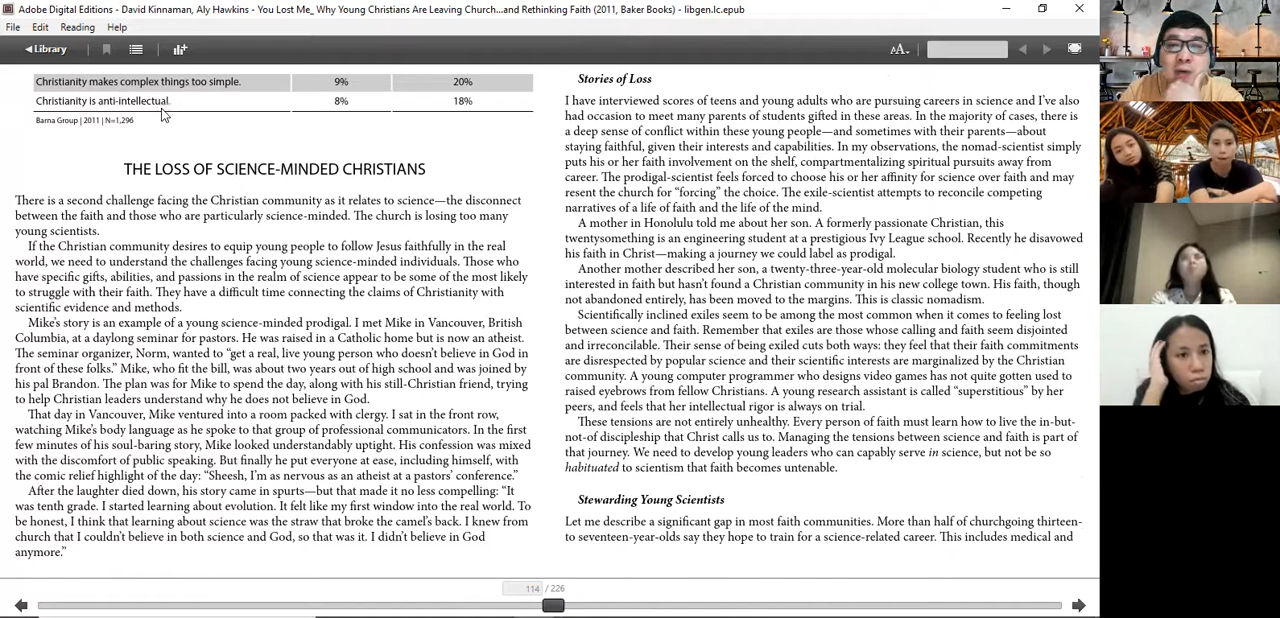 Adobe Digital Editions - David Kinnaman, Aly Hawkins - You Lost Me_ Why Young Christians Are Leaving Church...and Rethinking Faith (2011, Baker Books) - libgen.lc.epub
File Edit Reading Help
Library
AA
Christianity makes complex things too simple. 9% 20%
Christianity is anti-intellectual. 8% 18%
Barna Group | 2011 | N=1,296
THE LOSS OF SCIENCE-MINDED CHRISTIANS
There is a second challenge facing the Christian community as it relates to science—the disconnect
between the faith and those who are particularly science-minded. The church is losing too many
young scientists.
If the Christian community desires to equip young people to follow Jesus faithfully in the real
world, we need to understand the challenges facing young science-minded individuals. Those who
have specific gifts, abilities, and passions in the realm of science appear to be some of the most likely
to struggle with their faith. They have a difficult time connecting the claims of Christianity with
scientific evidence and methods.
Mike's story is an example of a young science-minded prodigal. I met Mike in Vancouver, British
Columbia, at a daylong seminar for pastors. He was raised in a Catholic home but is now an atheist.
The seminar organizer, Norm, wanted to “get a real, live young person who doesn't believe in God in
front of these folks.” Mike, who fit the bill, was about two years out of high school and was joined by
his pal Brandon. The plan was for Mike to spend the day, along with his still-Christian friend, trying
to help Christian leaders understand why he does not believe in God.
That day in Vancouver, Mike ventured into a room packed with clergy. I sat in the front row,
watching Mike's body language as he spoke to that group of professional communicators. In the first
few minutes of his soul-baring story, Mike looked understandably uptight. His confession was mixed
with the discomfort of public speaking. But finally he put everyone at ease, including himself, with
the comic relief highlight of the day: “Sheesh, I'm as nervous as an atheist at a pastors' conference.”
After the laughter died down, his story came in spurts—but that made it no less compelling: “It
was tenth grade. I started learning about evolution. It felt like my first window into the real world. To
be honest, I think that learning about science was the straw that broke the camel's back. I knew from
church that I couldn't believe in both science and God, so that was it. I didn't believe in God
anymore.”
Stories of Loss
I have interviewed scores of teens and young adults who are pursuing careers in science and I've also
had occasion to meet many parents of students gifted in these areas. In the majority of cases, there is
a deep sense of conflict within these young people—and sometimes with their parents—about
staying faithful, given their interests and capabilities. In my observations, the nomad-scientist simply
puts his or her faith involvement on the shelf, compartmentalizing spiritual pursuits away from
career. The prodigal-scientist feels forced to choose his or her affinity for science over faith and may
resent the church for “forcing” the choice. The exile-scientist attempts to reconcile competing
narratives of a life of faith and the life of the mind.
A mother in Honolulu told me about her son. A formerly passionate Christian, this
twentysomething is an engineering student at a prestigious Ivy League school. Recently he disavowed
his faith in Christ—making a journey we could label as prodigal.
Another mother described her son, a twenty-three-year-old molecular biology student who is still
interested in faith but hasn't found a Christian community in his new college town. His faith, though
not abandoned entirely, has been moved to the margins. This is classic nomadism.
Scientifically inclined exiles seem to be among the most common when it comes to feeling lost
between science and faith. Remember that exiles are those whose calling and faith seem disjointed
and irreconcilable. Their sense of being exiled cuts both ways: they feel that their faith commitments
are disrespected by popular science and their scientific interests are marginalized by the Christian
community. A young computer programmer who designs video games has not quite gotten used to
raised eyebrows from fellow Christians. A young research assistant is called “superstitious” by her
peers, and feels that her intellectual rigor is always on trial.
These tensions are not entirely unhealthy. Every person of faith must learn how to live the in-but-
not-of discipleship that Christ calls us to. Managing the tensions between science and faith is part of
that journey. We need to develop young leaders who can capably serve in science, but not be so
habituated to scientism that faith becomes untenable.
Stewarding Young Scientists
Let me describe a significant gap in most faith communities. More than half of churchgoing thirteen-
to seventeen-year-olds say they hope to train for a science-related career. This includes medical and
114 / 226